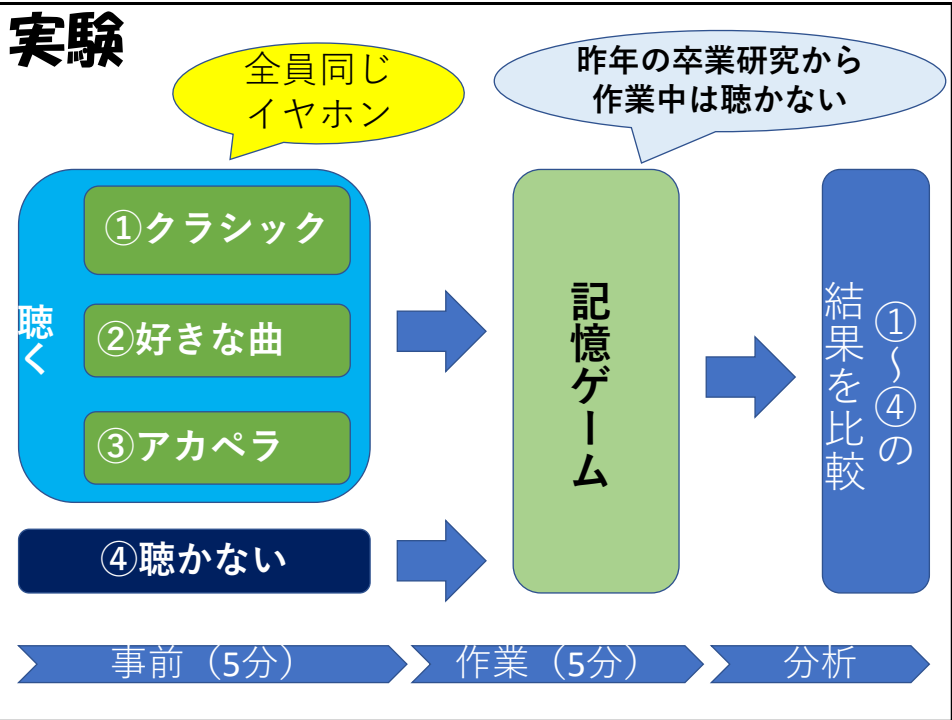 実験
全員同じ
イヤホン
昨年の卒業研究から
作業中は聴かない
聴く
①クラシック
②好きな曲
③アカペラ
④聴かない
記憶ゲーム
①~④の
結果を比較
事前（5分）
作業（5分）
分析